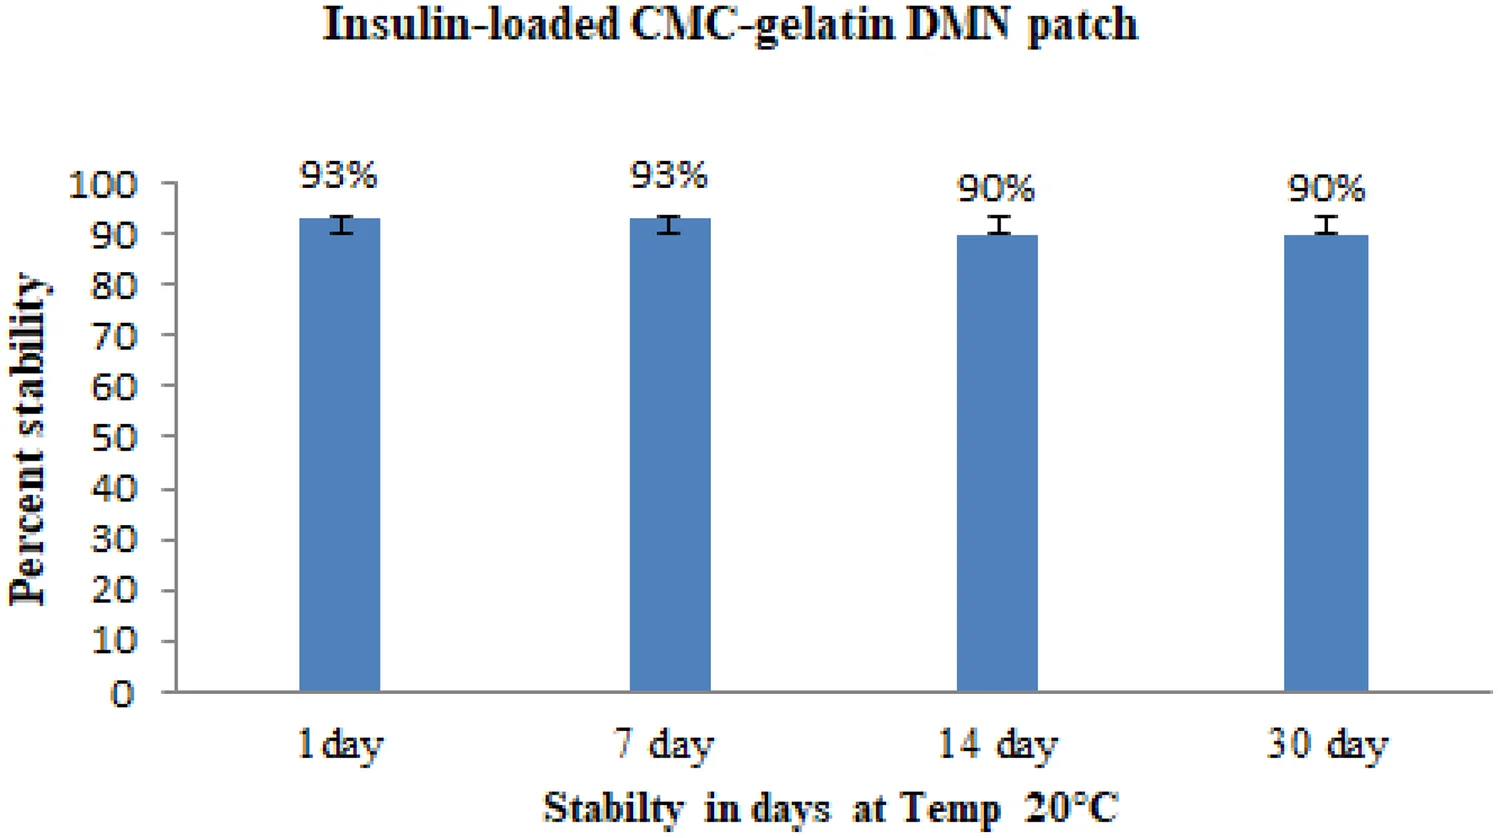 Insulin-loaded CMC-gelatin DMN patch
93% 93% 90% 90%
100
90
80
70
60
50
40
30
20
10
0
Percent stability
1 day 7 day 14 day 30 day
Stabilty in days at Temp 20°C